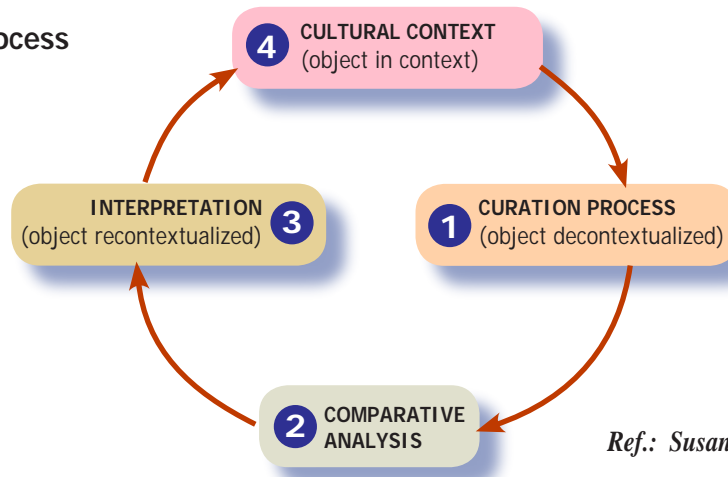 ocess
4 CULTURAL CONTEXT
(object in context)
INTERPRETATION
(object recontextualized) 3
1 CURATION PROCESS
(object decontextualized)
2 COMPARATIVE
ANALYSIS
Ref.: Susan